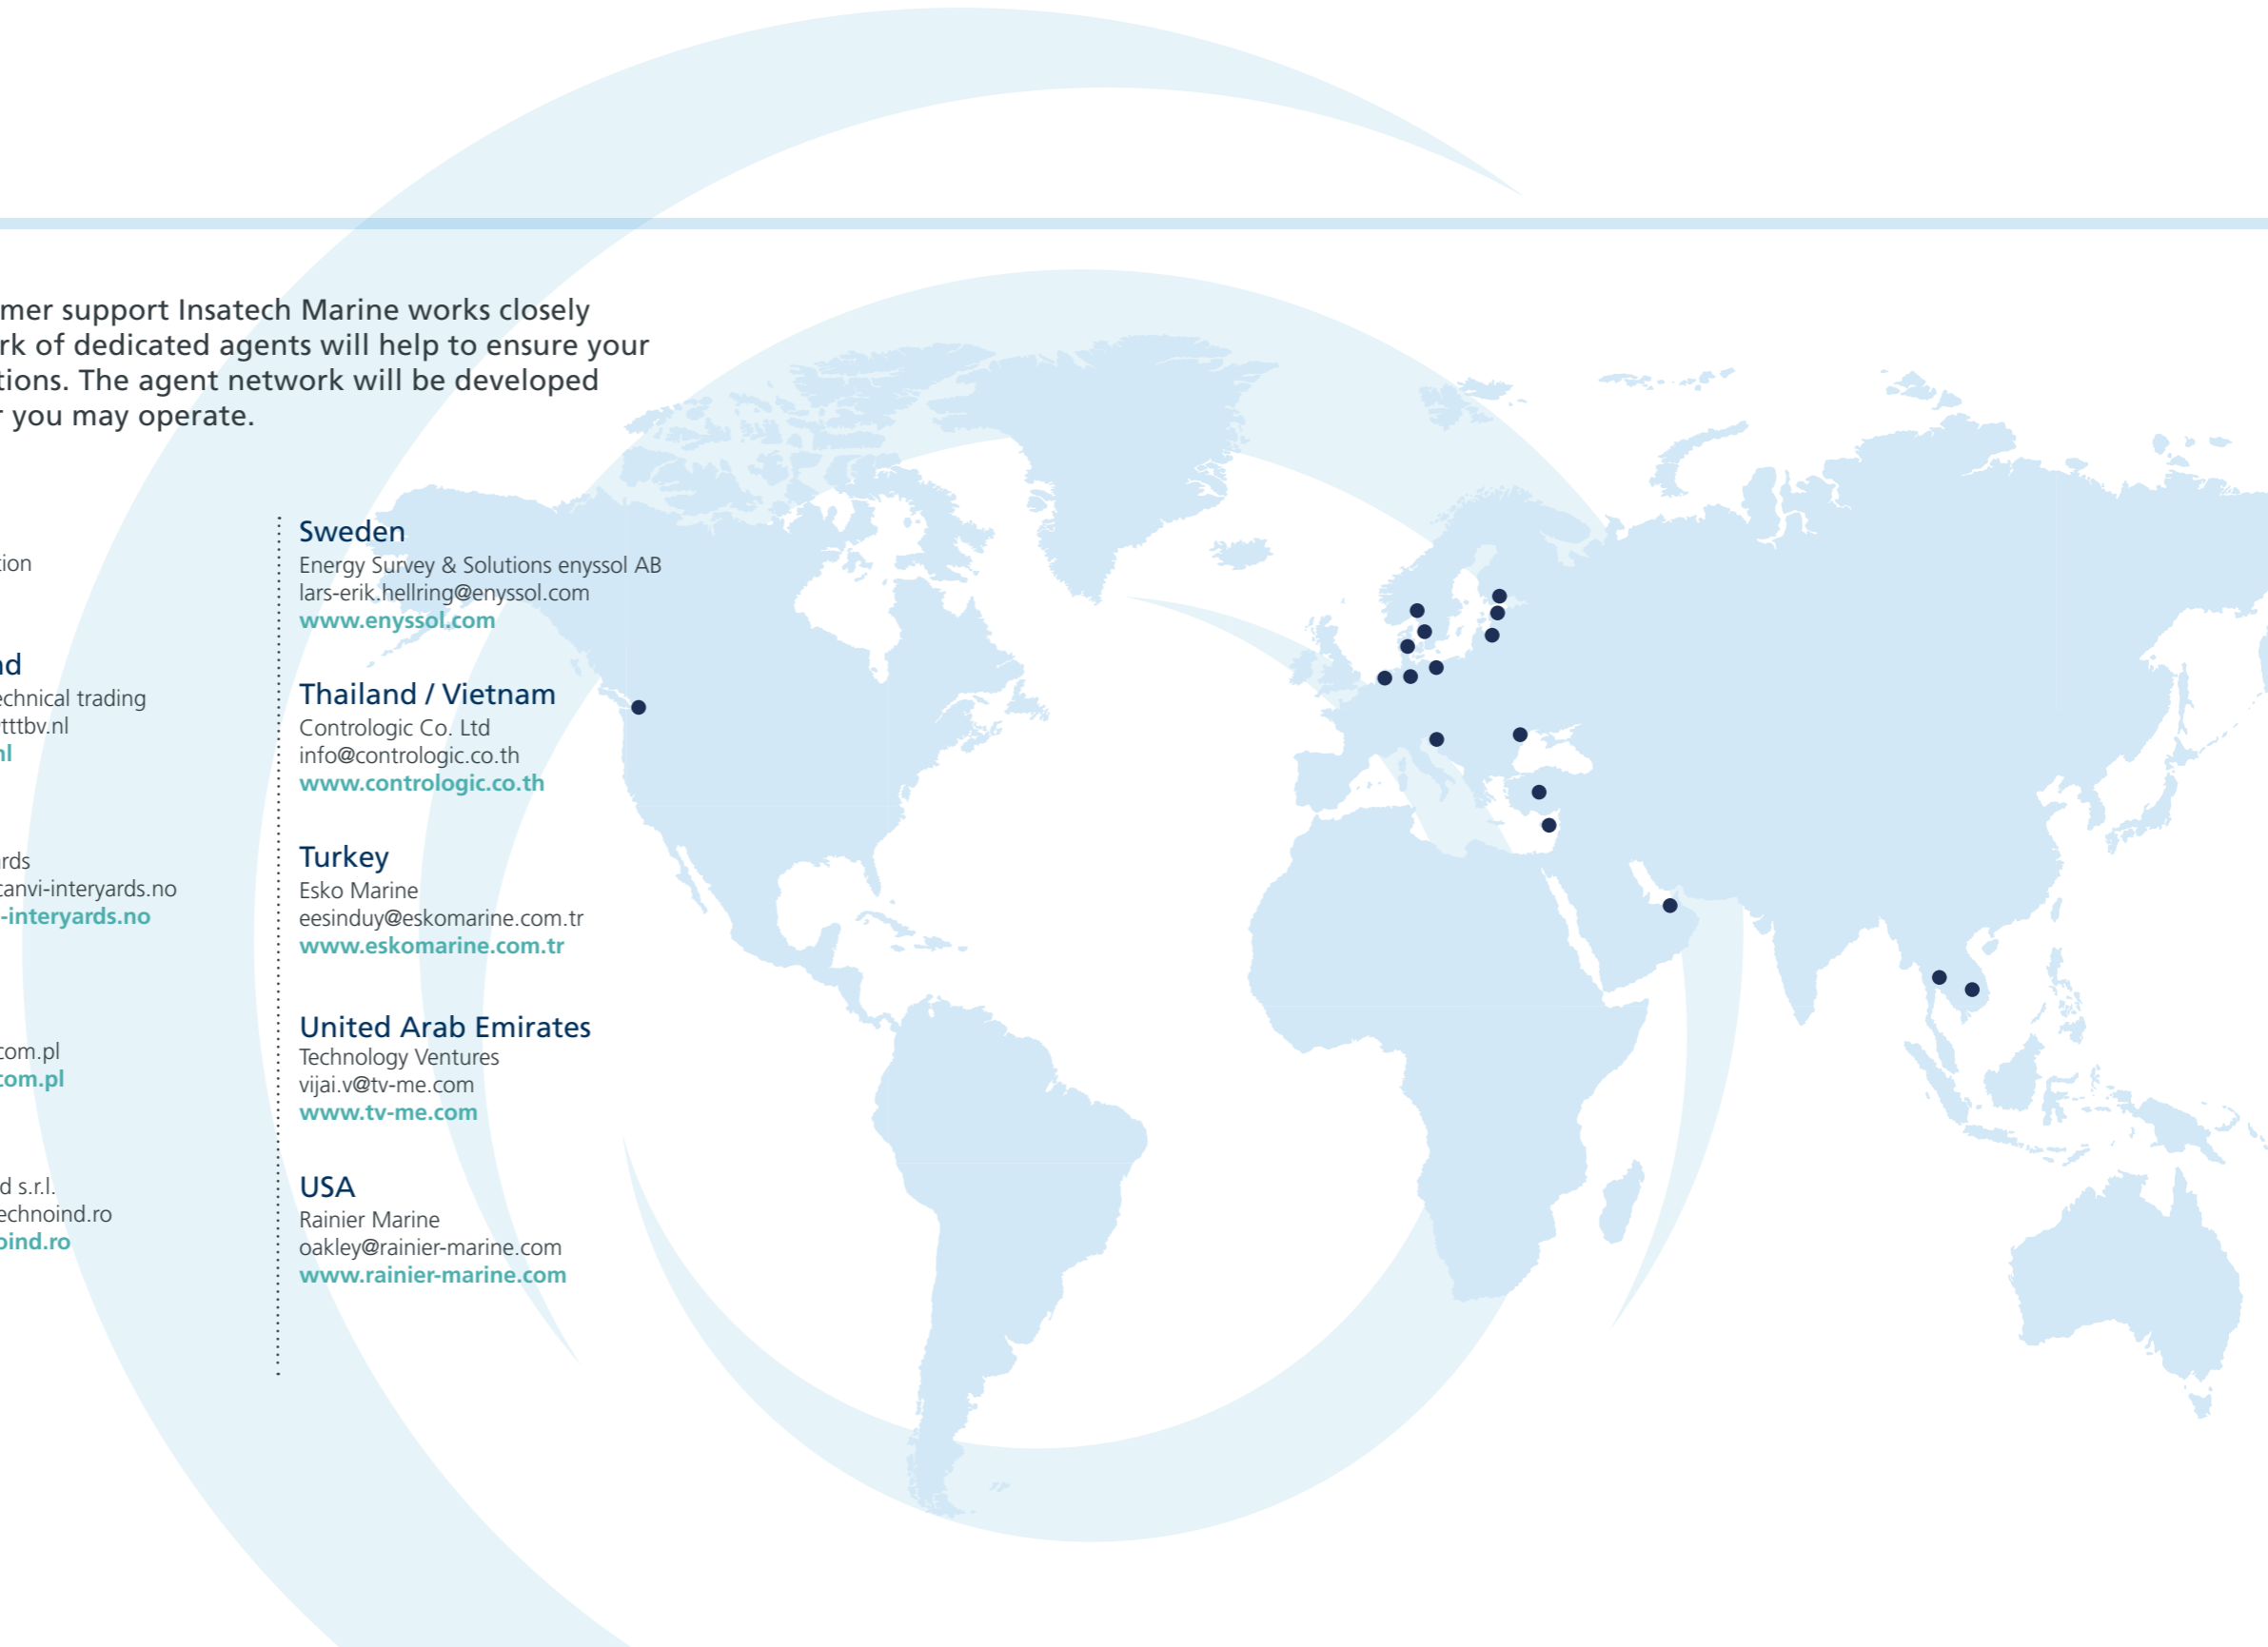 mer support Insatech Marine works closely
rk of dedicated agents will help to ensure your
tions. The agent network will be developed
r you may operate.
tion
nd
echnical trading
tttbv.nl
nl
rds
canvi-interyards.no
-interyards.no
com.pl
com.pl
d s.r.l.
echnoind.ro
oind.ro
Sweden
Energy Survey & Solutions enyssol AB
lars-erik.hellring@enyssol.com
www.enyssol.com
Thailand / Vietnam
Contrologic Co. Ltd
info@contrologic.co.th
www.contrologic.co.th
Turkey
Esko Marine
eesinduy@eskomarine.com.tr
www.eskomarine.com.tr
United Arab Emirates
Technology Ventures
vijai.v@tv-me.com
www.tv-me.com
USA
Rainier Marine
oakley@rainier-marine.com
www.rainier-marine.com